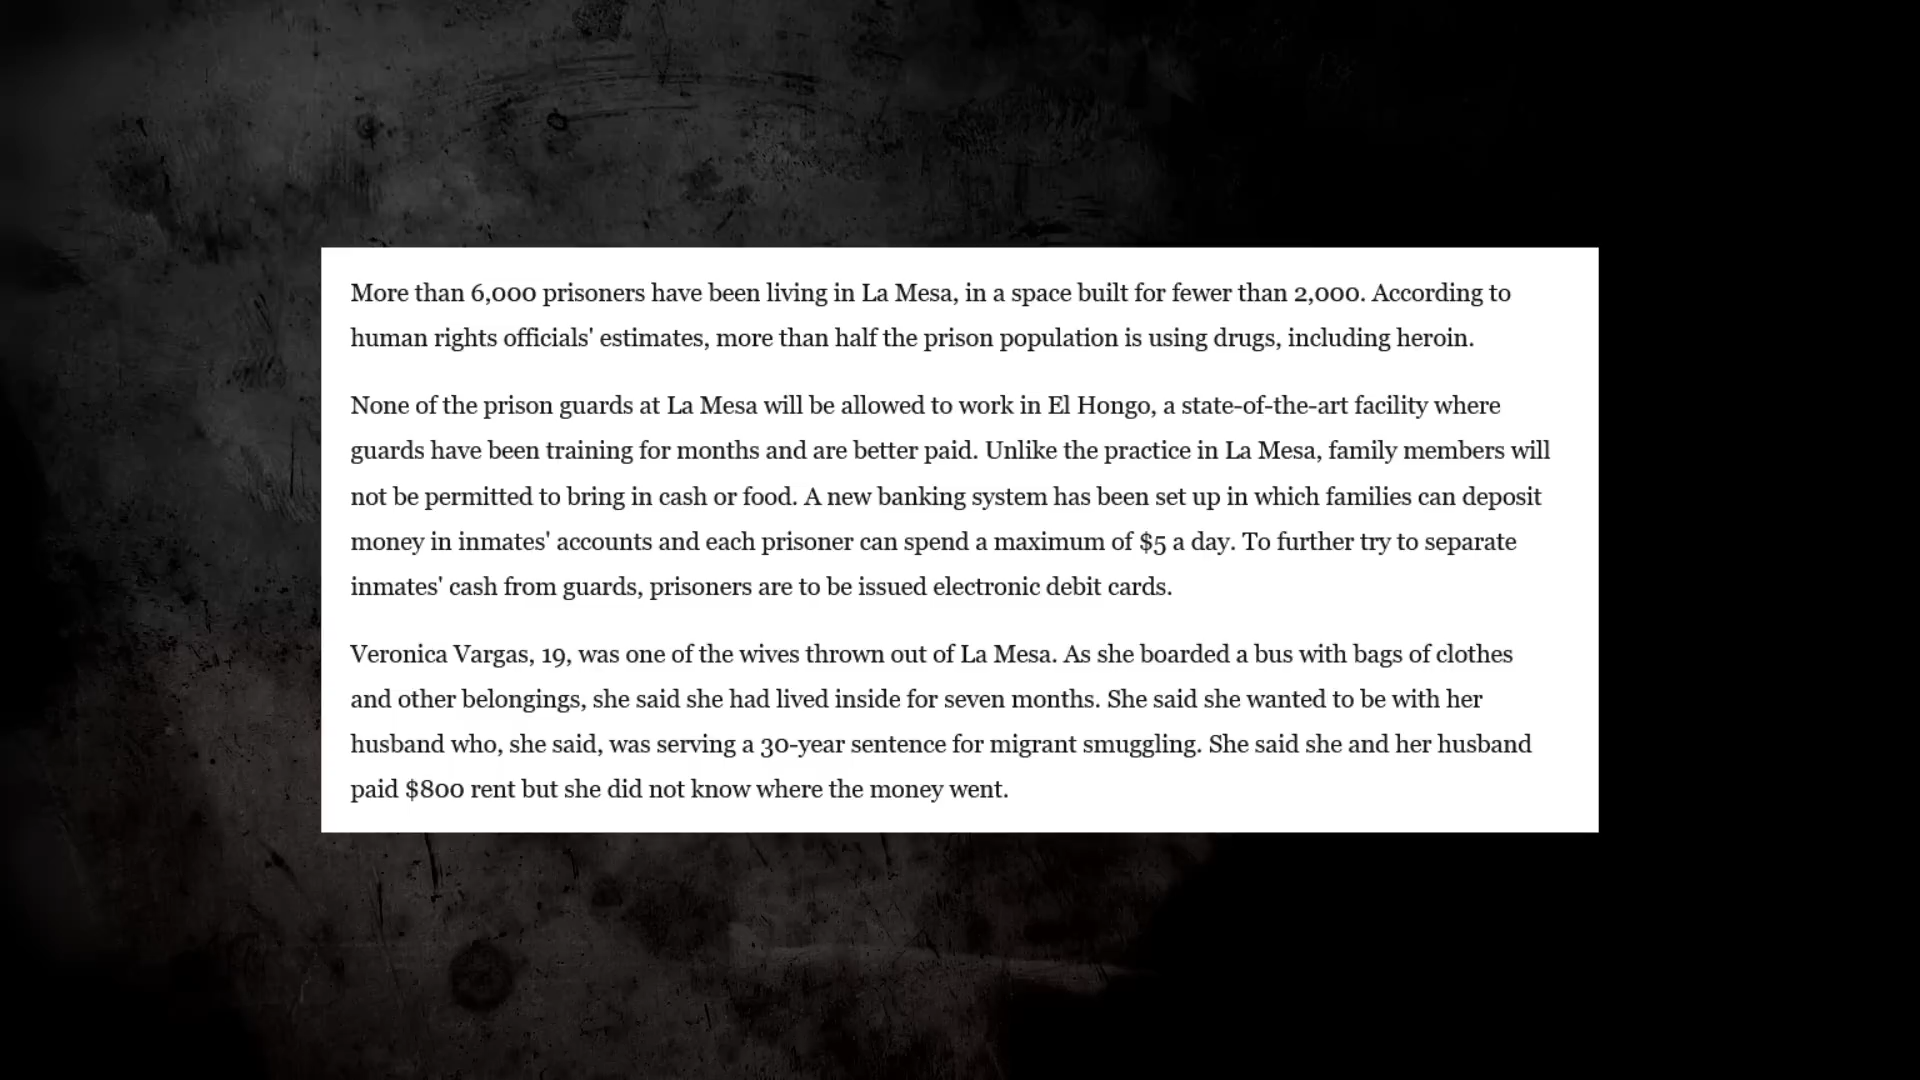 More than 6,000 prisoners have been living in La Mesa, in a space built for fewer than 2,000. According to
human rights officials' estimates, more than half the prison population is using drugs, including heroin.
None of the prison guards at La Mesa will be allowed to work in El Hongo, a state-of-the-art facility where
guards have been training for months and are better paid. Unlike the practice in La Mesa, family members will
not be permitted to bring in cash or food. A new banking system has been set up in which families can deposit
money in inmates' accounts and each prisoner can spend a maximum of $5 a day. To further try to separate
inmates' cash from guards, prisoners are to be issued electronic debit cards.
Veronica Vargas, 19, was one of the wives thrown out of La Mesa. As she boarded a bus with bags of clothes
and other belongings, she said she had lived inside for seven months. She said she wanted to be with her
husband who, she said, was serving a 30-year sentence for migrant smuggling. She said she and her husband
paid $800 rent but she did not know where the money went.